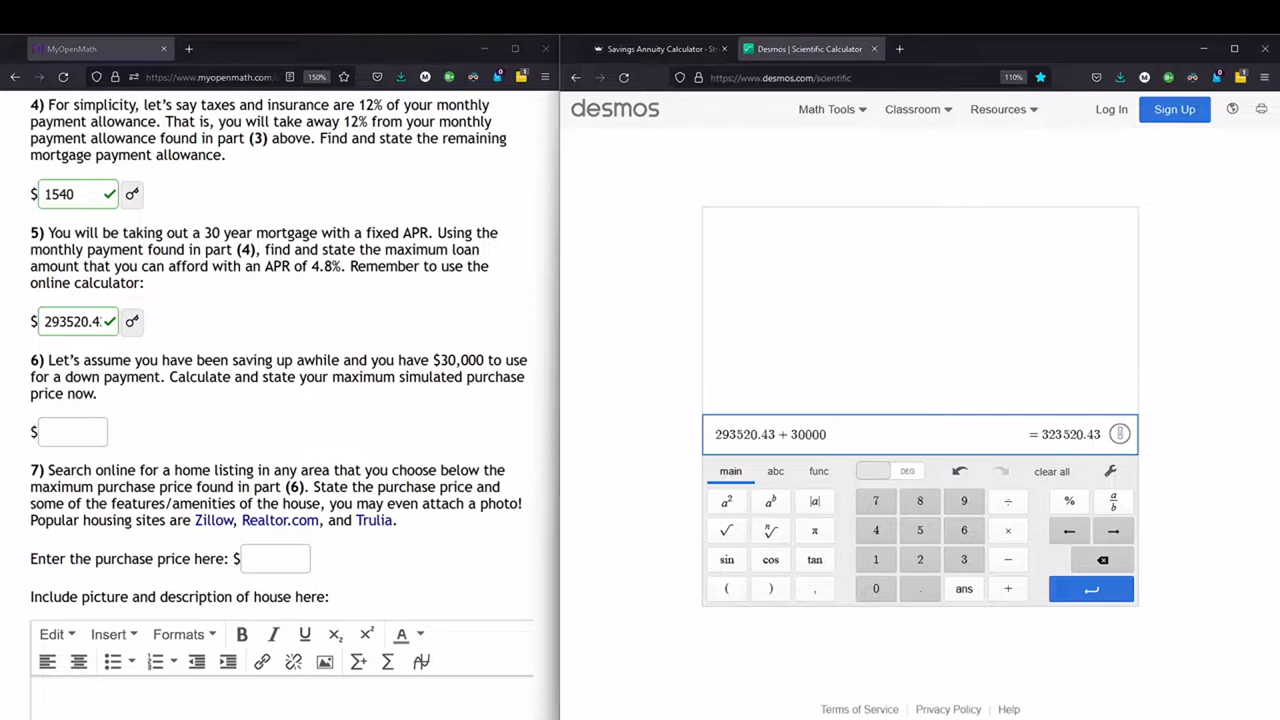 MyOpenMath
https://www.myopenmath.com
150%
4) For simplicity, let's say taxes and insurance are 12% of your monthly
payment allowance. That is, you will take away 12% from your monthly
payment allowance found in part (3) above. Find and state the remaining
mortgage payment allowance.
$ 1540
5) You will be taking out a 30 year mortgage with a fixed APR. Using the
monthly payment found in part (4), find and state the maximum loan
amount that you can afford with an APR of 4.8%. Remember to use the
online calculator:
$ 293520.4
6) Let's assume you have been saving up awhile and you have $30,000 to use
for a down payment. Calculate and state your maximum simulated purchase
price now.
$
7) Search online for a home listing in any area that you choose below the
maximum purchase price found in part (6). State the purchase price and
some of the features/amenities of the house, you may even attach a photo!
Popular housing sites are Zillow, Realtor.com, and Trulia.
Enter the purchase price here: $
Include picture and description of house here:
Edit Insert Formats B I U x₂ x² A
Savings Annuity Calculator - St
Desmos | Scientific Calculator
https://www.desmos.com/scientific
110%
desmos
Math Tools Classroom Resources Log In Sign Up
293520.43 + 30000 = 323520.43
main abc func DEG clear all
a² aᵇ |a| 7 8 9 ÷ % a/b
√ ⁿ√ π 4 5 6 × ← →
sin cos tan 1 2 3 −
( ) , 0 . ans +
Terms of Service Privacy Policy Help